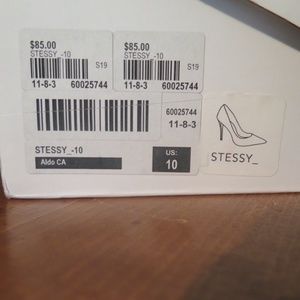 $85.00
STESSY_-10
S19
11-8-3 60025744
$85.00
STESSY_-10
S19
11-8-3 60025744
60025744
11-8-3
STESSY_-10
Aldo CA
US:
10
STESSY_